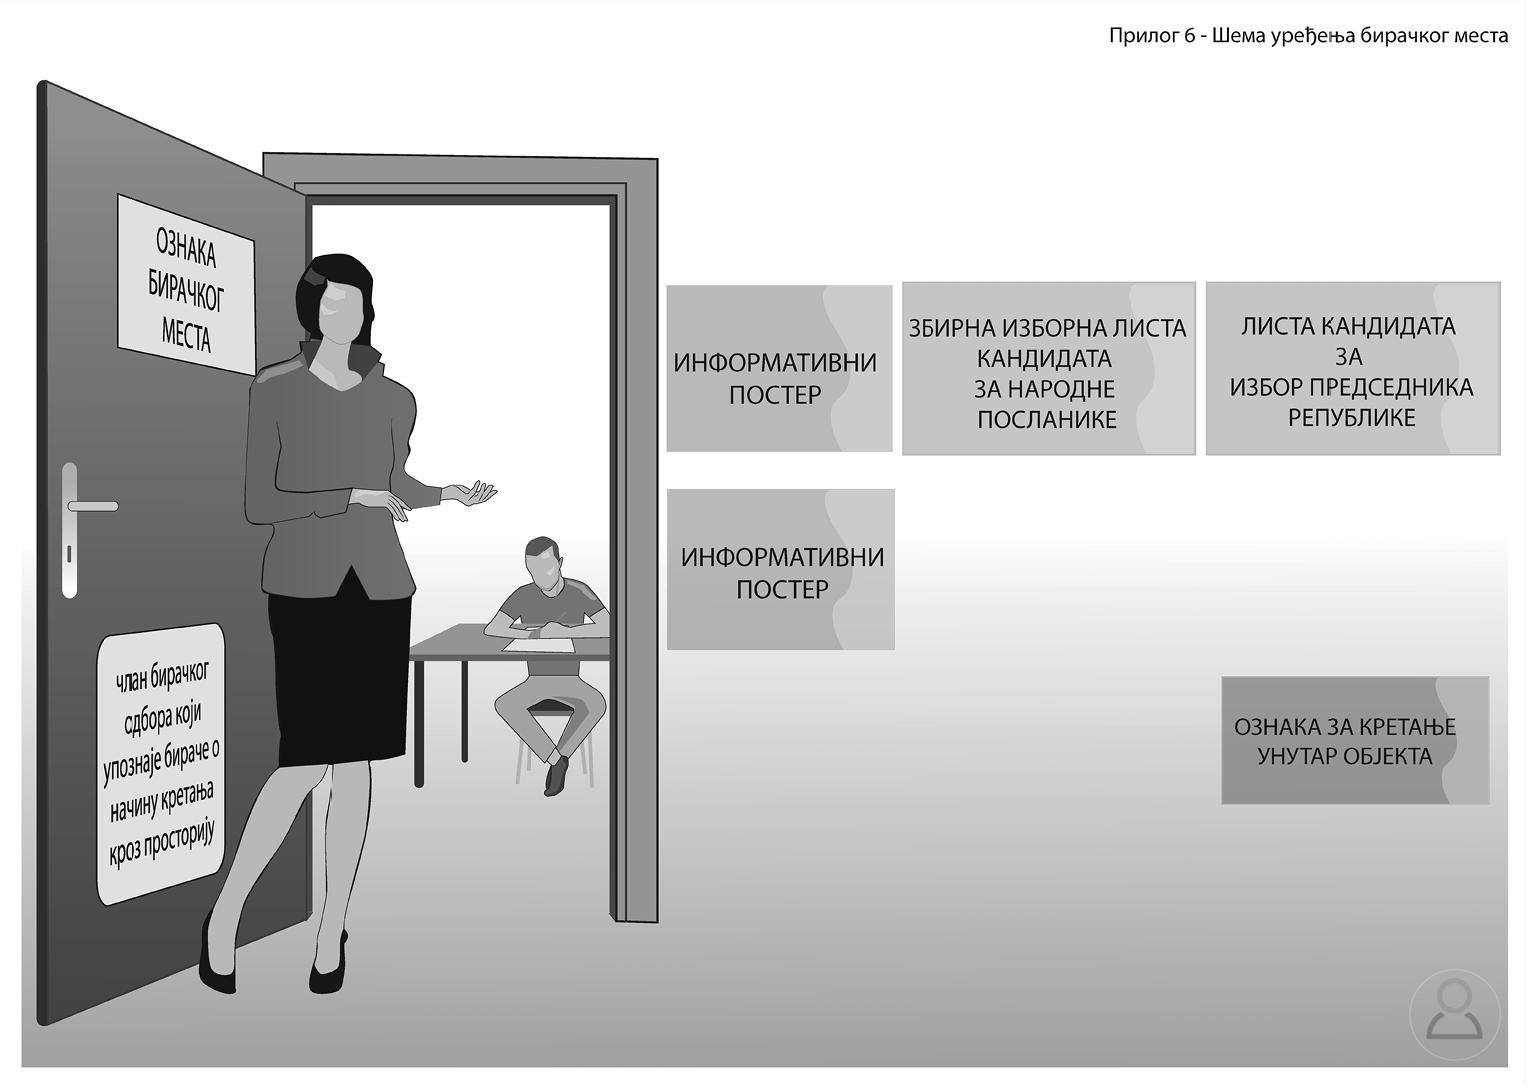 Прилог 6 - Шема уређења бирачког места
ОЗНАКА
БИРАЧКОГ
МЕСТА
ИНФОРМАТИВНИ
ПОСТЕР
ЗБИРНА ИЗБОРНА ЛИСТА
КАНДИДАТА
ЗА НАРОДНЕ
ПОСЛАНИКЕ
ЛИСТА КАНДИДАТА
ЗА
ИЗБОР ПРЕДСЕДНИКА
РЕПУБЛИКЕ
ИНФОРМАТИВНИ
ПОСТЕР
члан бирачког
сдбора који
упознаје бираче о
начину кретања
кроз просторију
ОЗНАКА ЗА КРЕТАЊЕ
УНУТАР ОБЈЕКТА